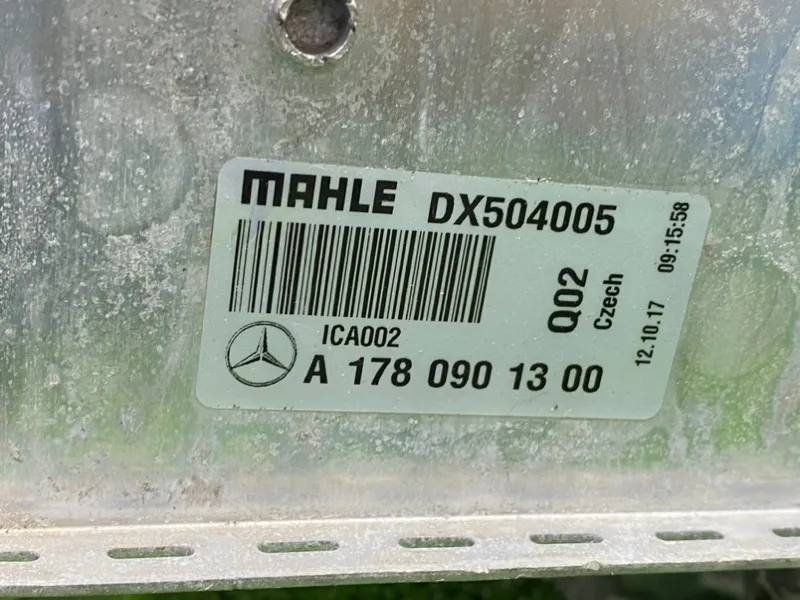 MAHLE DX504005
ICA002
A 178 090 13 00
Q02
Czech
12.10.17 09:15:58